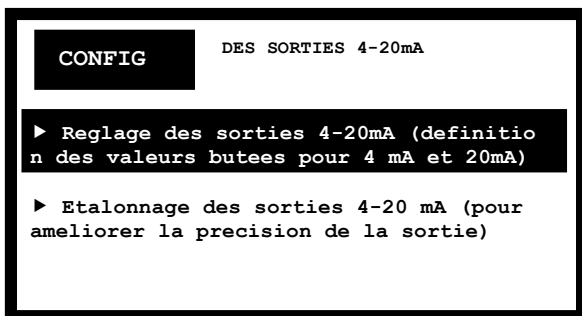 CONFIG DES SORTIES 4-20mA
▶ Reglage des sorties 4-20mA (definitio
n des valeurs butees pour 4 mA et 20mA)
▶ Etalonnage des sorties 4-20 mA (pour
ameliorer la precision de la sortie)